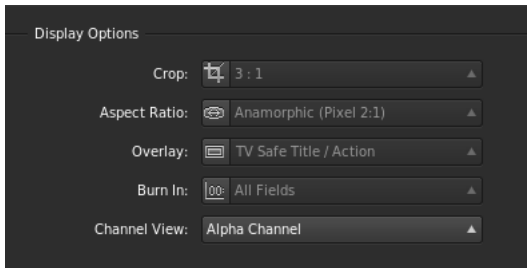 Display Options
Crop: 3 : 1
Aspect Ratio: Anamorphic (Pixel 2:1)
Overlay: TV Safe Title / Action
Burn In: 00: All Fields
Channel View: Alpha Channel